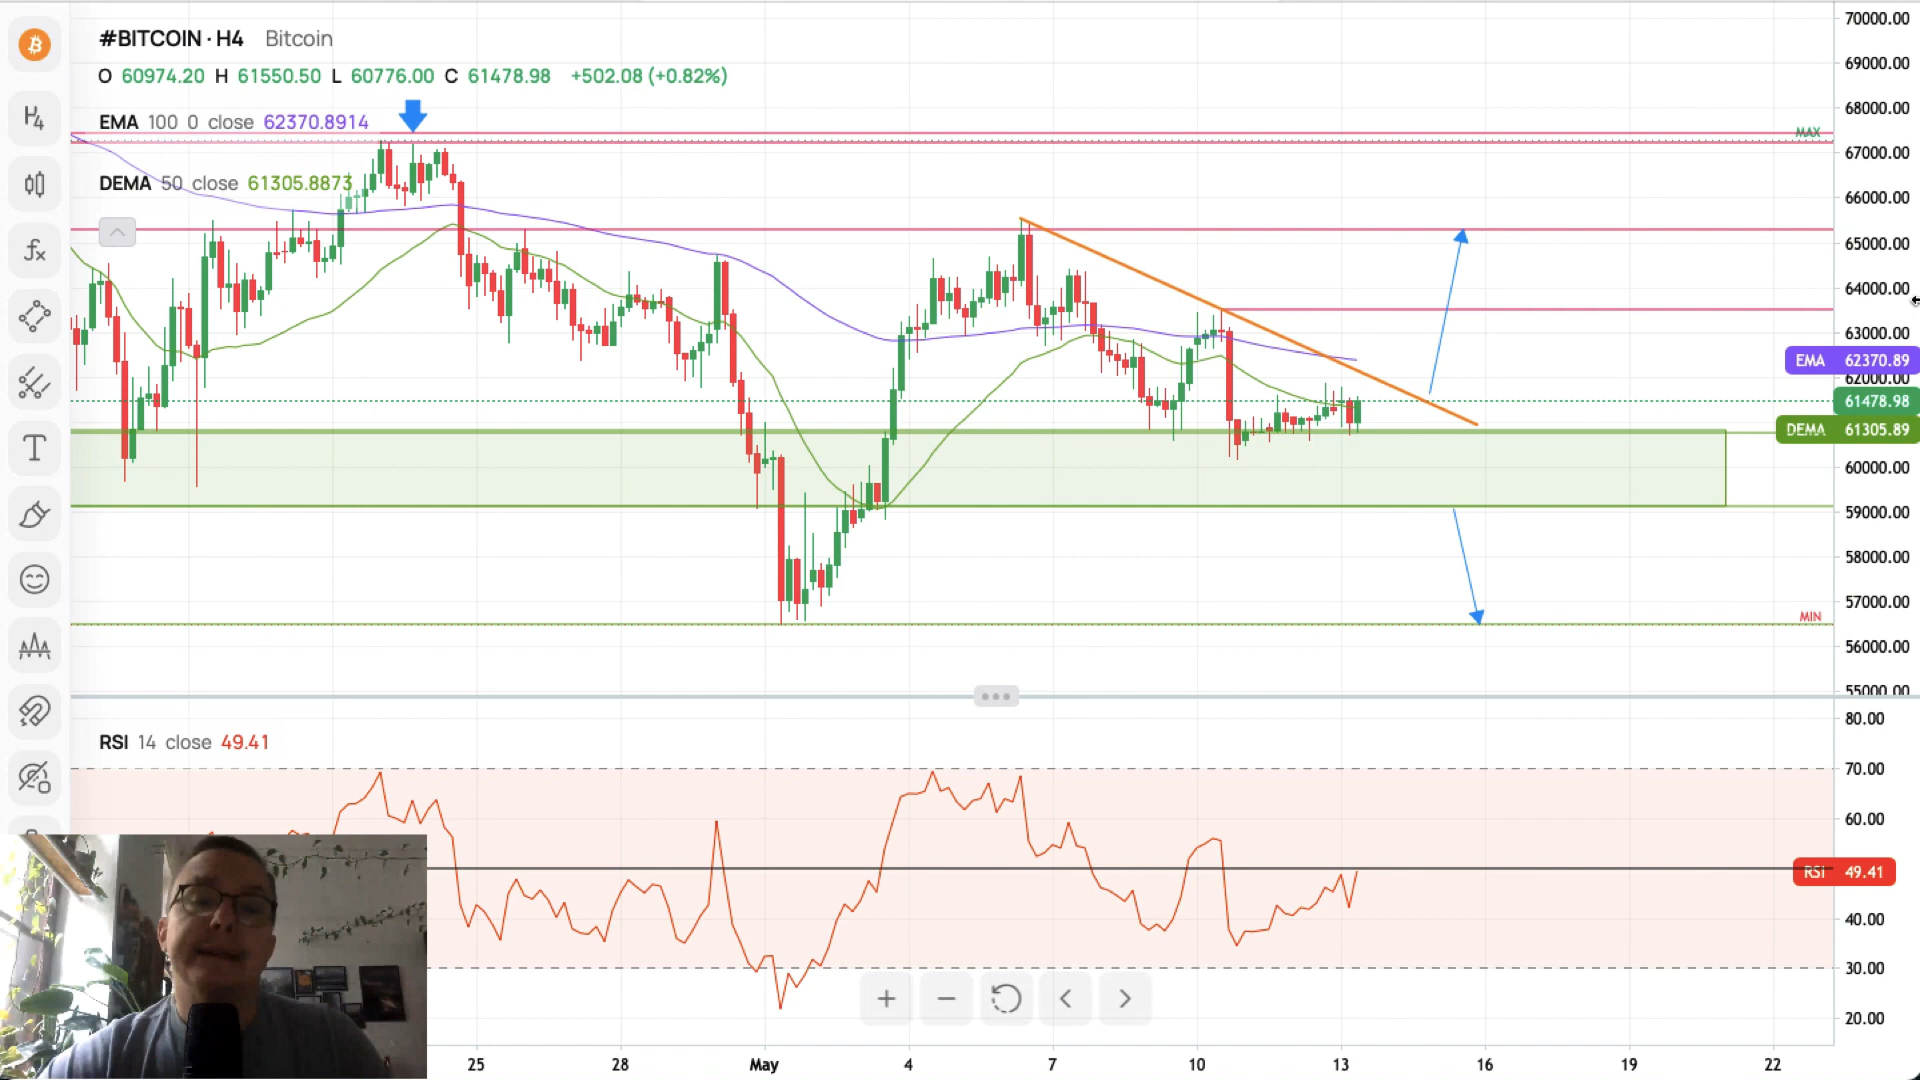 #BITCOIN · H4 Bitcoin
O 60974.20 H 61550.50 L 60776.00 C 61478.98 +502.08 (+0.82%)
EMA 100 0 close 62370.8914
DEMA 50 close 61305.8873
H4
fx
T
MAX
MIN
70000.00
69000.00
68000.00
67000.00
66000.00
65000.00
64000.00
63000.00
EMA 62370.89
62000.00
61478.98
DEMA 61305.89
60000.00
59000.00
58000.00
57000.00
56000.00
55000.00
RSI 14 close 49.41
80.00
70.00
60.00
RSI 49.41
40.00
30.00
20.00
25 28 May 4 7 10 13 16 19 22